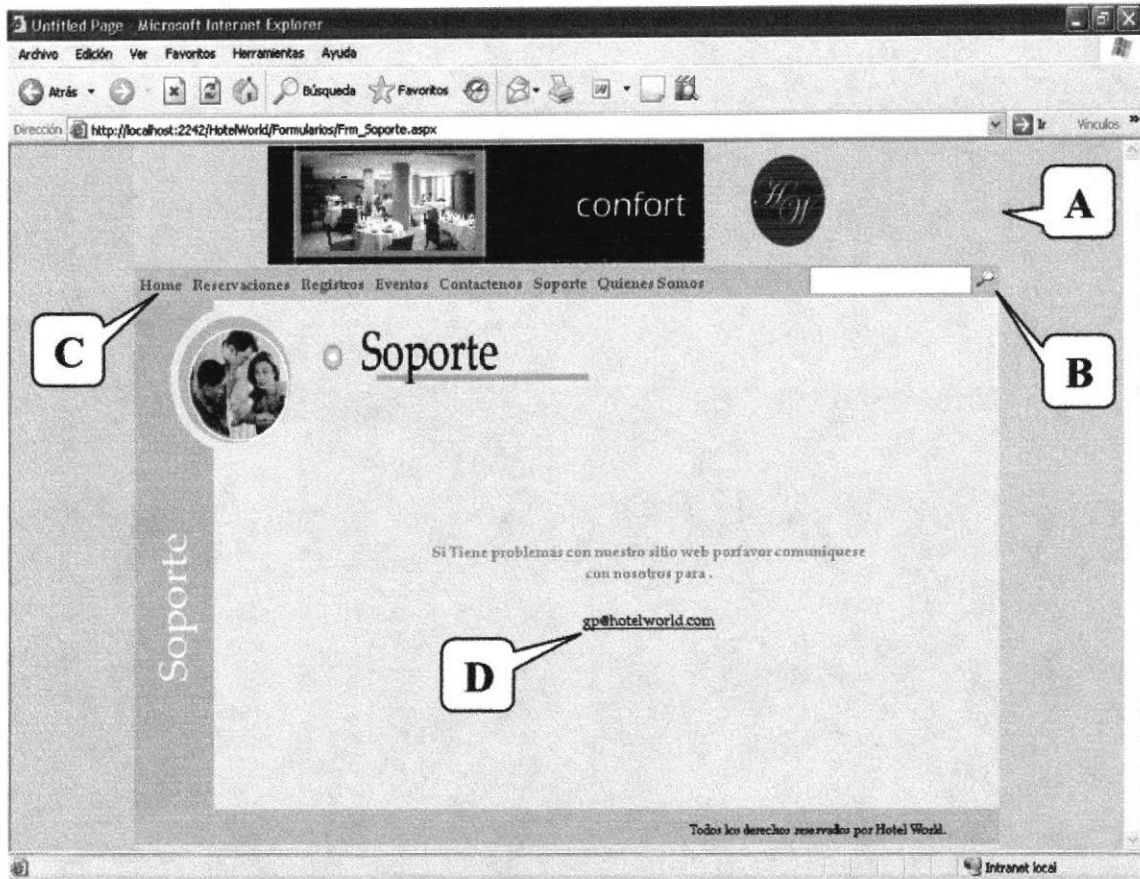 Untitled Page - Microsoft Internet Explorer
Archivo Edición Ver Favoritos Herramientas Ayuda
Atrás Búsqueda Favoritos
Dirección http://localhost:2242/HotelWorld/Formularios/Frm_Soporte.aspx Ir Vínculos »
confort
HW
A
Home Reservaciones Registros Eventos Contactenos Soporte Quienes Somos
C
B
Soporte
Soporte
Si Tiene problemas con nuestro sitio web porfavor comuniquese
con nosotros para .
gp@hotelworld.com
D
Todos los derechos reservados por Hotel World.
Intranet local